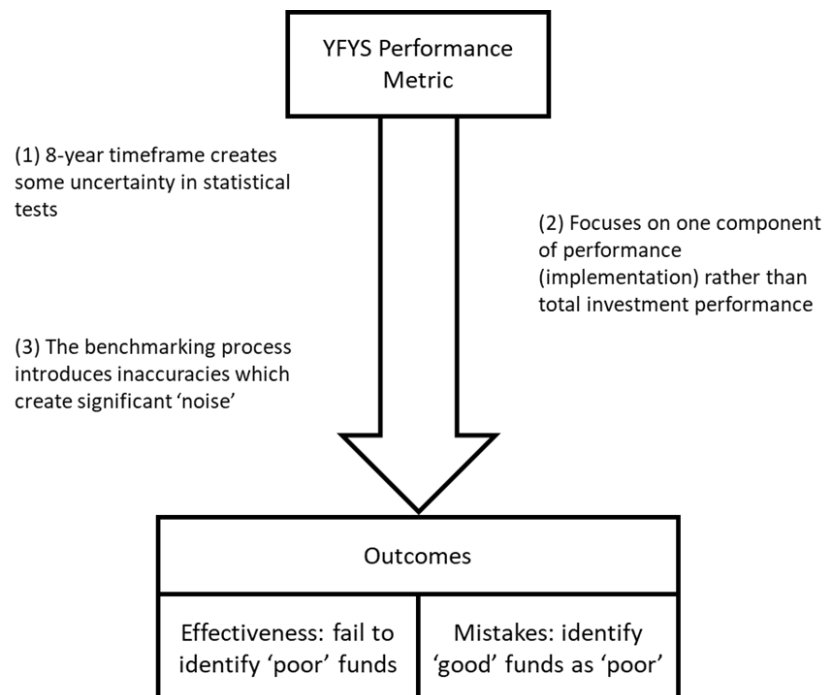 YFYS Performance
Metric
(1) 8-year timeframe creates
some uncertainty in statistical
tests
(2) Focuses on one component
of performance
(implementation) rather than
total investment performance
(3) The benchmarking process
introduces inaccuracies which
create significant ‘noise’
Outcomes
Effectiveness: fail to
identify ‘poor’ funds
Mistakes: identify
‘good’ funds as ‘poor’